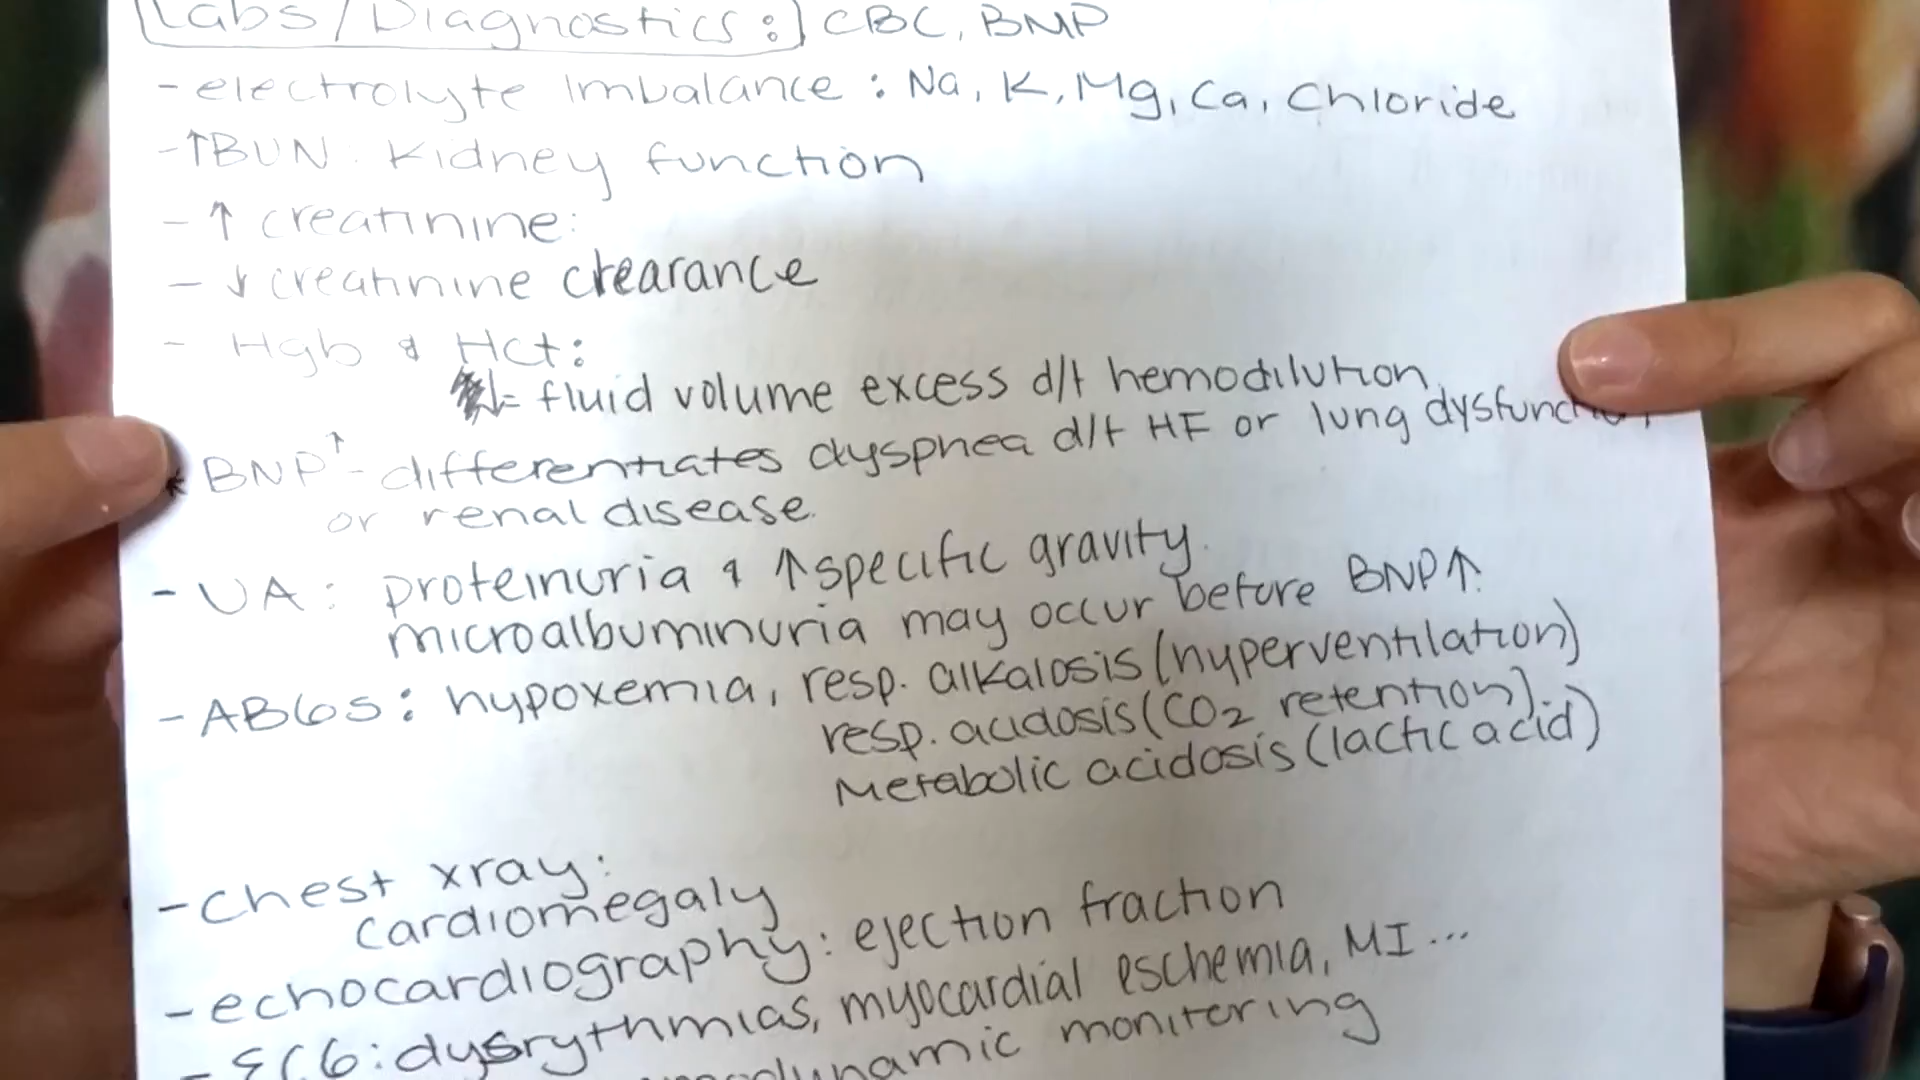 Labs/Diagnostics: CBC, BMP
- electrolyte imbalance: Na, K, Mg, Ca, Chloride
- ↑BUN: Kidney function
- ↑ creatinine:
- ↓ creatinine clearance
- Hgb & Hct:
= fluid volume excess d/t hemodilution
* BNP↑ - differentiates dysphea d/t HF or lung dysfunction
or renal disease.
- UA: proteinuria & ↑specific gravity.
microalbuminuria may occur before BNP↑.
- ABGs: hypoxemia, resp. alkalosis (hyperventilation)
resp. acidosis (CO2 retention).
Metabolic acidosis (lactic acid)
- Chest xray:
cardiomegaly
- echocardiography: ejection fraction
- ECG: dysrythmias, myocardial eschemia, MI...
monitoring